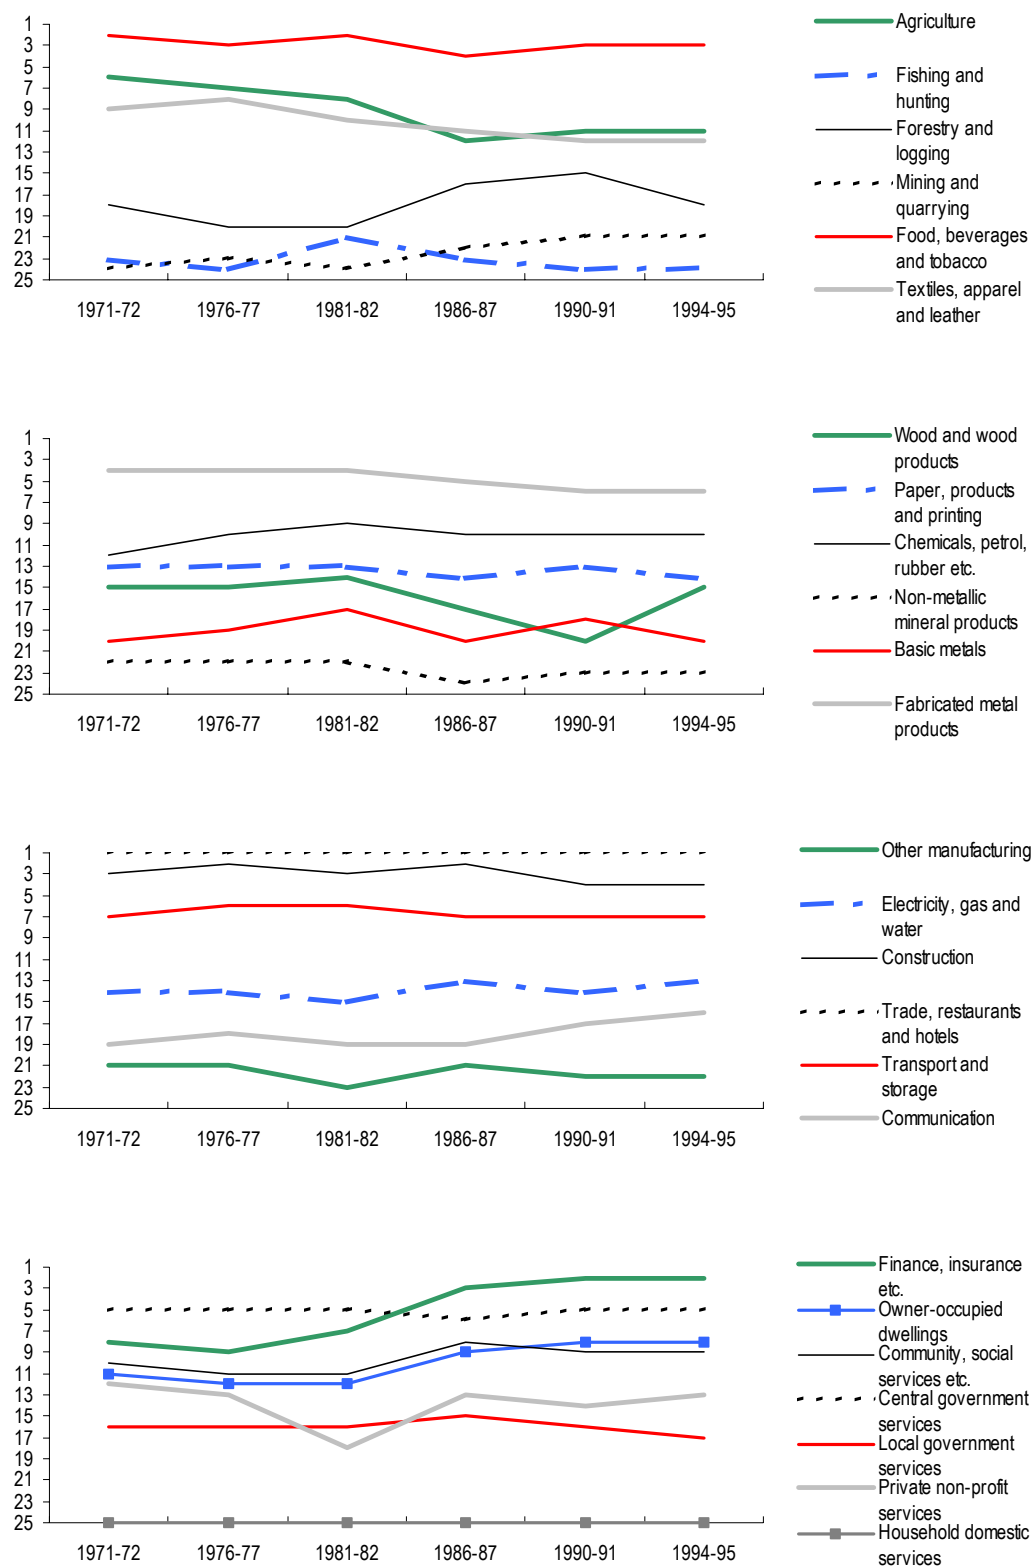 1
3
5
7
9
11
13
15
17
19
21
23
25
1971-72 1976-77 1981-82 1986-87 1990-91 1994-95
Agriculture
Fishing and
hunting
Forestry and
logging
Mining and
quarrying
Food, beverages
and tobacco
Textiles, apparel
and leather
1
3
5
7
9
11
13
15
17
19
21
23
25
1971-72 1976-77 1981-82 1986-87 1990-91 1994-95
Wood and wood
products
Paper, products
and printing
Chemicals, petrol,
rubber etc.
Non-metallic
mineral products
Basic metals
Fabricated metal
products
1
3
5
7
9
11
13
15
17
19
21
23
25
1971-72 1976-77 1981-82 1986-87 1990-91 1994-95
Other manufacturing
Electricity, gas and
water
Construction
Trade, restaurants
and hotels
Transport and
storage
Communication
1
3
5
7
9
11
13
15
17
19
21
23
25
1971-72 1976-77 1981-82 1986-87 1990-91 1994-95
Finance, insurance
etc.
Owner-occupied
dwellings
Community, social
services etc.
Central government
services
Local government
services
Private non-profit
services
Household domestic
services